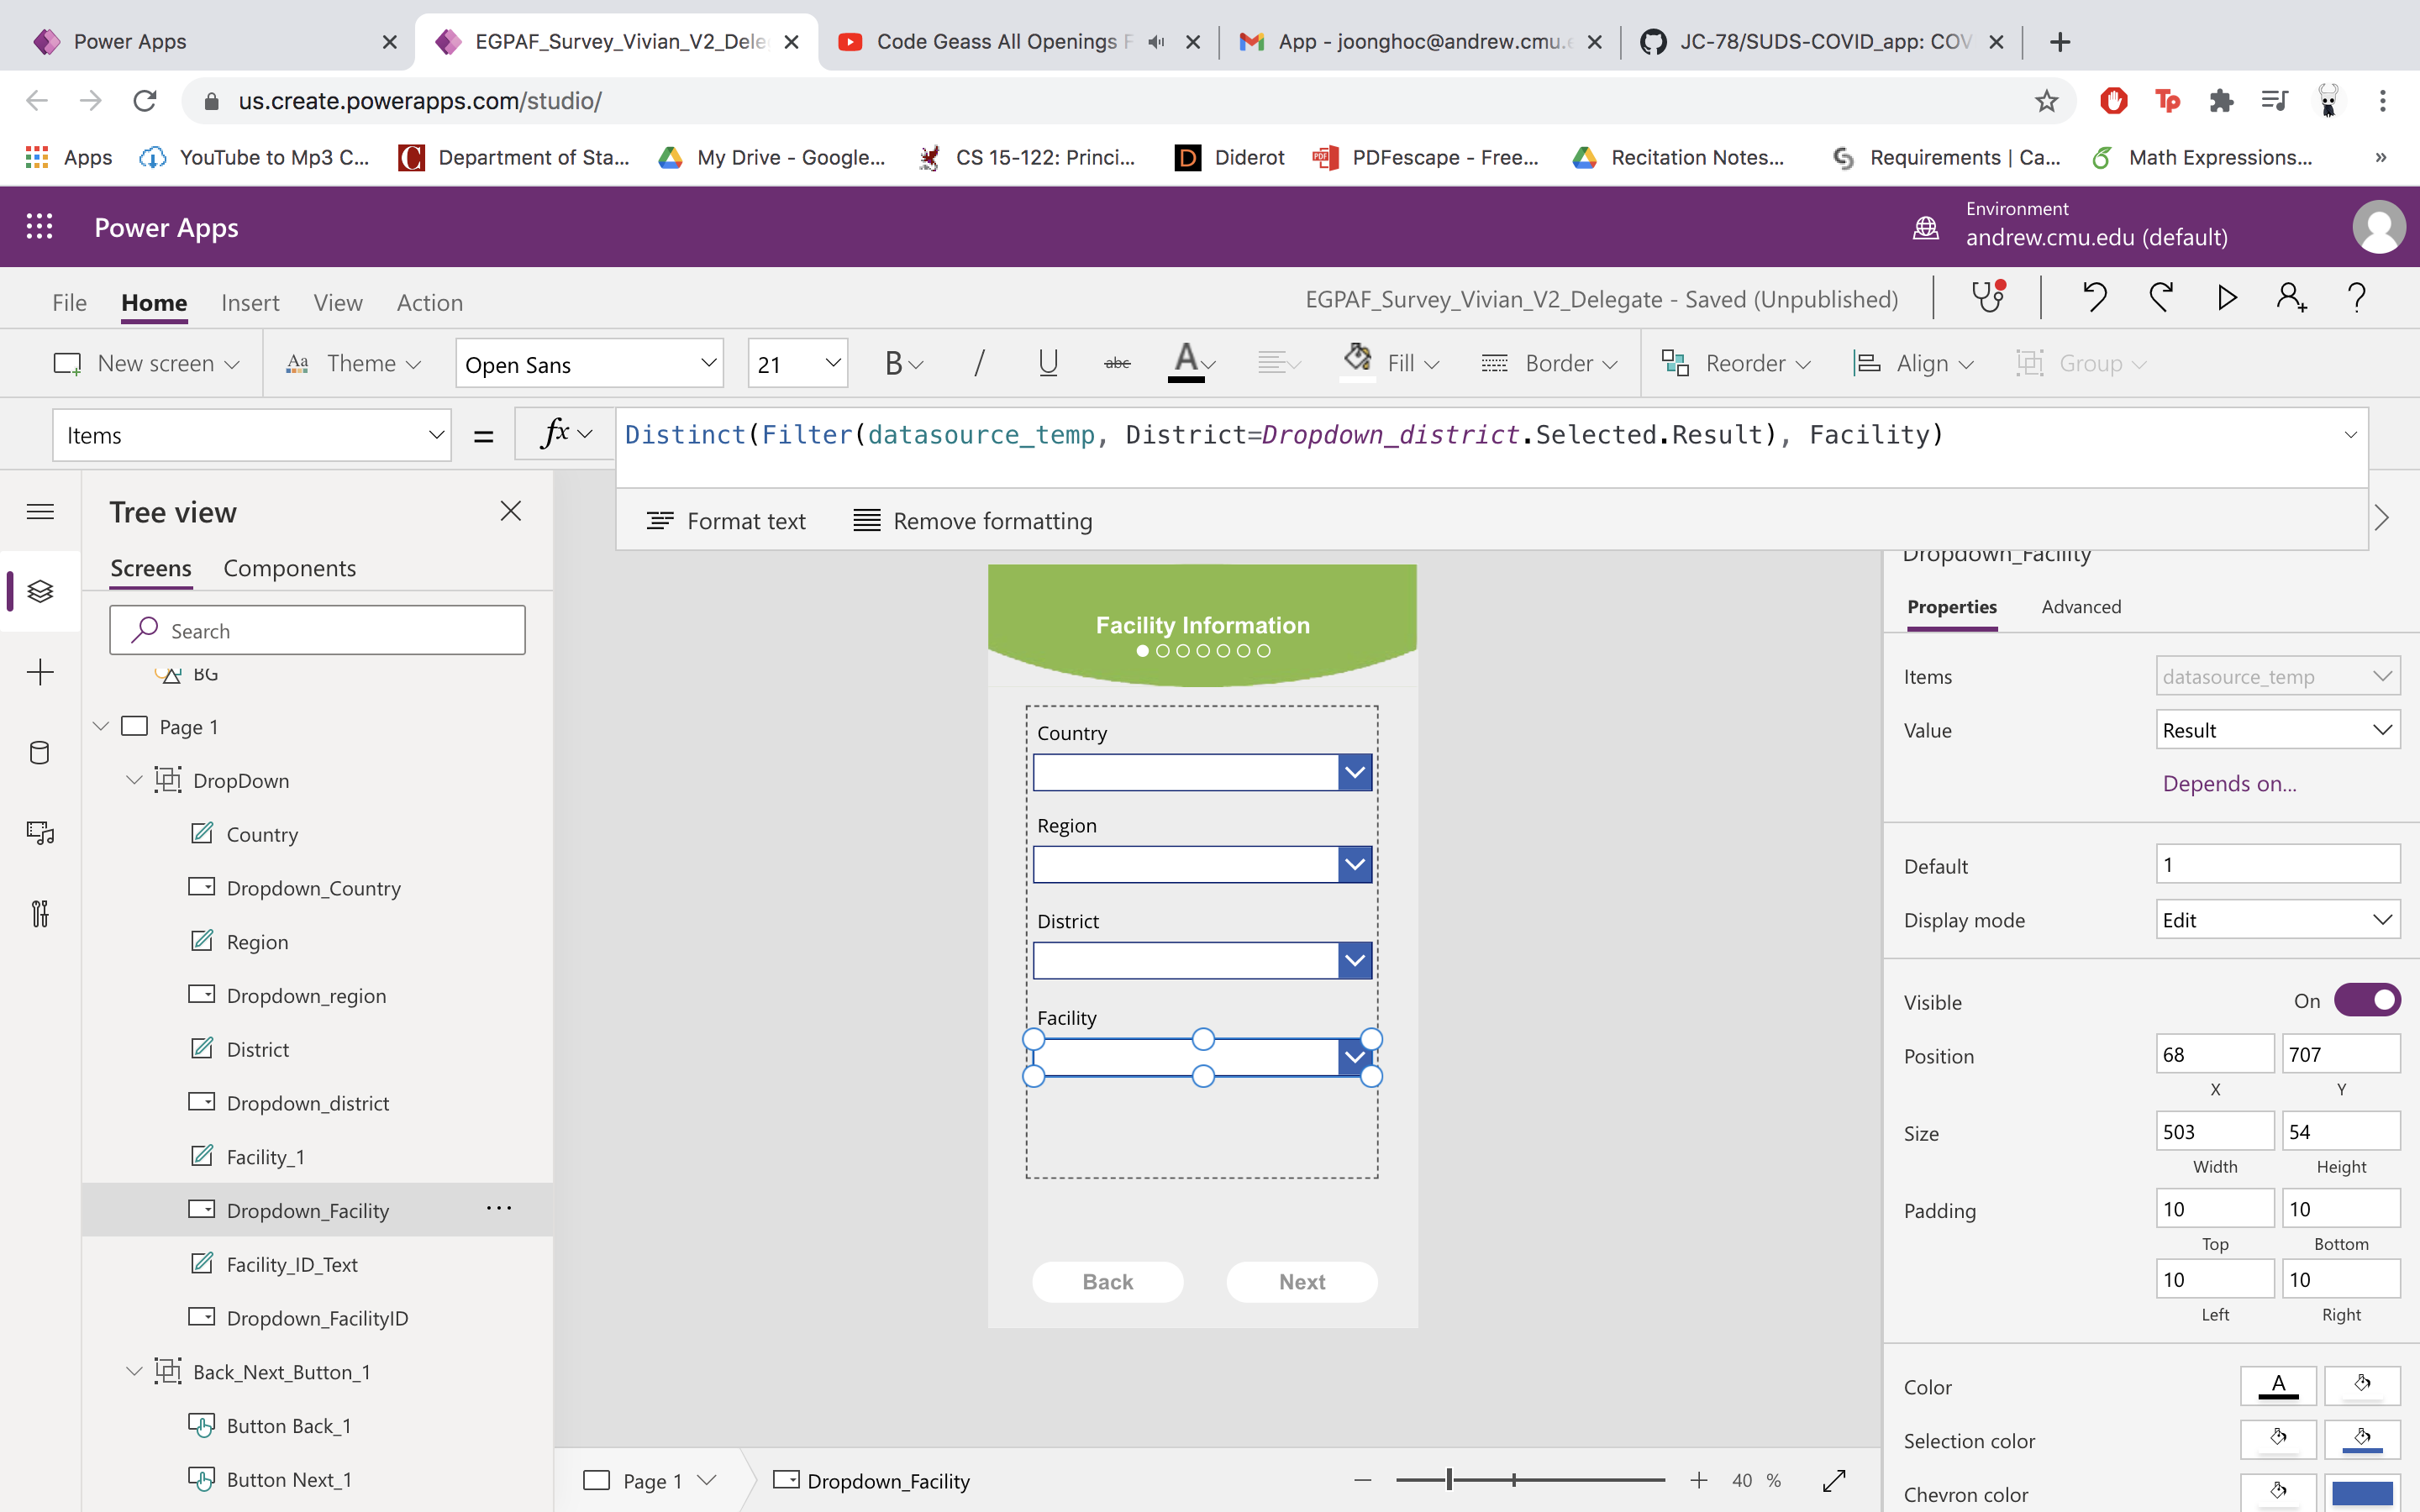 Power Apps
EGPAF_Survey_Vivian_V2_Dele
Code Geass All Openings F
App - joonghoc@andrew.cmu.e
JC-78/SUDS-COVID_app: COV
us.create.powerapps.com/studio/
Apps
YouTube to Mp3 C...
Department of Sta...
My Drive - Google...
CS 15-122: Princi...
Diderot
PDFescape - Free...
Recitation Notes...
Requirements | Ca...
Math Expressions...
»
Power Apps
Environment
andrew.cmu.edu (default)
File
Home
Insert
View
Action
EGPAF_Survey_Vivian_V2_Delegate - Saved (Unpublished)
New screen
Theme
Open Sans
21
B
/
U
abc
A
Fill
Border
Reorder
Align
Group
Items
=
fx
Distinct(Filter(datasource_temp, District=Dropdown_district.Selected.Result), Facility)
Format text
Remove formatting
Tree view
Screens
Components
Search
BG
Page 1
DropDown
Country
Dropdown_Country
Region
Dropdown_region
District
Dropdown_district
Facility_1
Dropdown_Facility
Facility_ID_Text
Dropdown_FacilityID
Back_Next_Button_1
Button Back_1
Button Next_1
Facility Information
Country
Region
District
Facility
Back
Next
Page 1
Dropdown_Facility
40 %
Dropdown_Facility
Properties
Advanced
Items
datasource_temp
Value
Result
Depends on...
Default
1
Display mode
Edit
Visible
On
Position
68
707
X
Y
Size
503
54
Width
Height
Padding
10
10
Top
Bottom
10
10
Left
Right
Color
A
Selection color
Chevron color